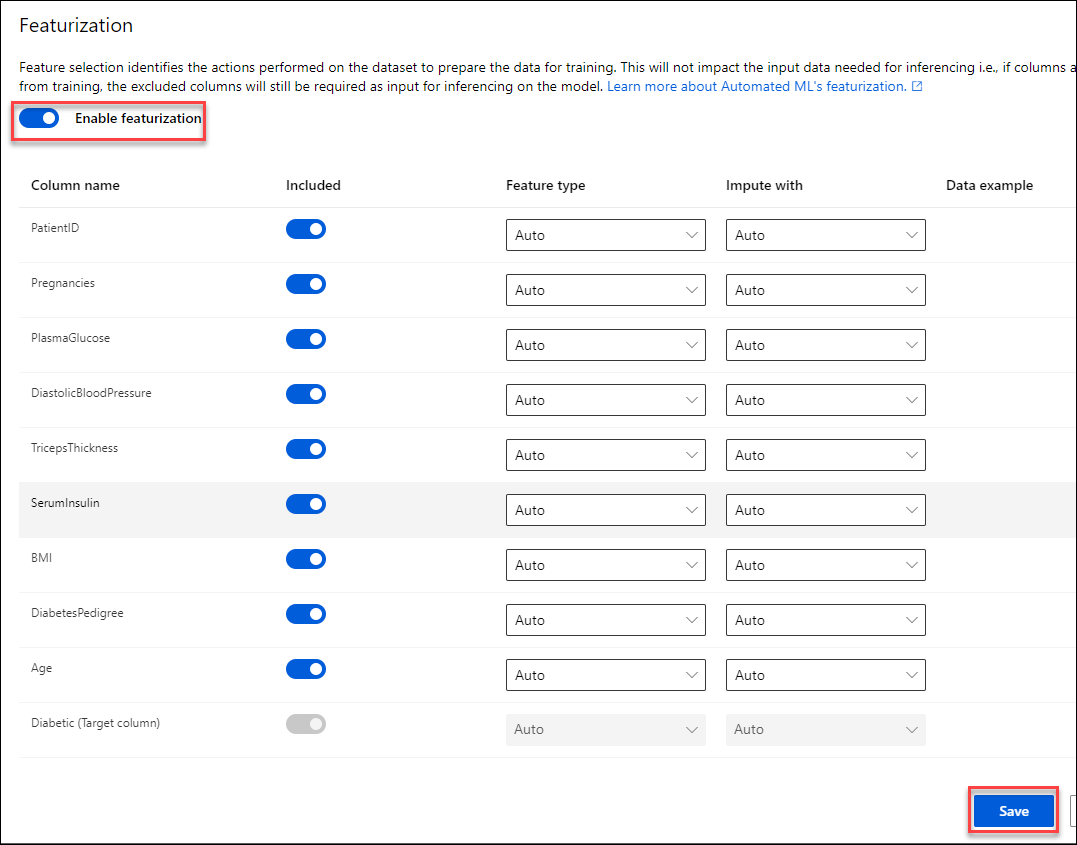 Featurization
Feature selection identifies the actions performed on the dataset to prepare the data for training. This will not impact the input data needed for inferencing i.e., if columns a
from training, the excluded columns will still be required as input for inferencing on the model. Learn more about Automated ML's featurization.
Enable featurization
Column name Included Feature type Impute with Data example
PatientID Auto Auto
Pregnancies Auto Auto
PlasmaGlucose Auto Auto
DiastolicBloodPressure Auto Auto
TricepsThickness Auto Auto
SerumInsulin Auto Auto
BMI Auto Auto
DiabetesPedigree Auto Auto
Age Auto Auto
Diabetic (Target column) Auto Auto
Save